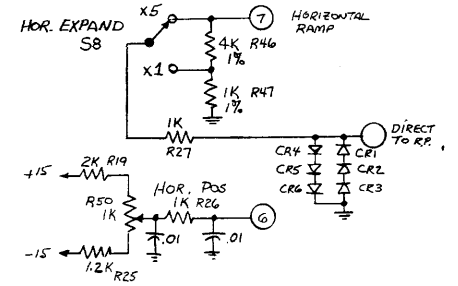 HOR. EXPAND
S8
x5
7
HORIZONTAL
RAMP
4K R46
1%
x1
1K R47
1%
1K
R27
DIRECT
TO R.P.
CR4
CR1
CR5
CR2
CR6
CR3
+15
2K R19
HOR. POS
R50
1K
1K R26
6
.01
.01
-15
1.2K R25